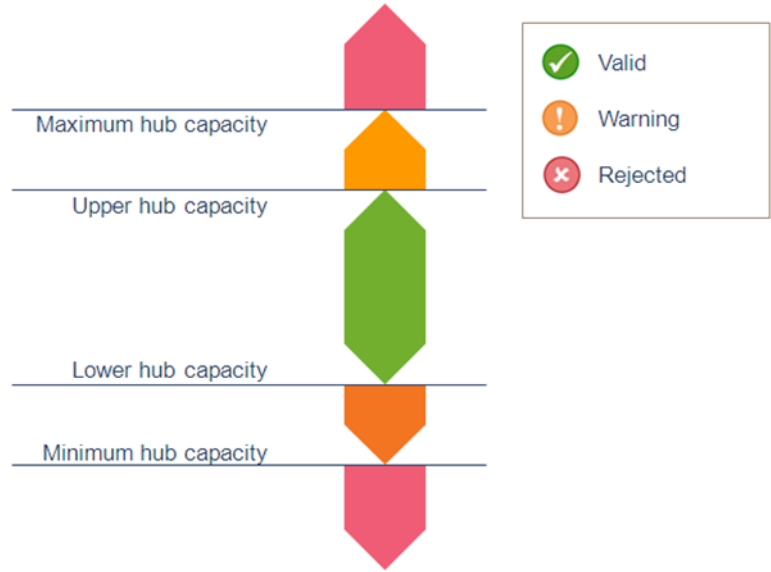 Maximum hub capacity
Upper hub capacity
Lower hub capacity
Minimum hub capacity
Valid
Warning
Rejected